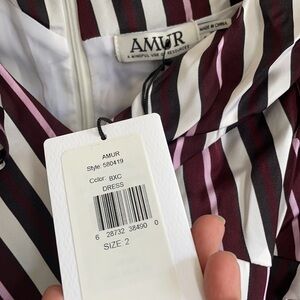 AMUR
A MINDFUL USE OF RESOURCES
MADE IN CHINA
AMUR
Style: 580419
Color: BXC
DRESS
6 28732 38490 0
SIZE: 2